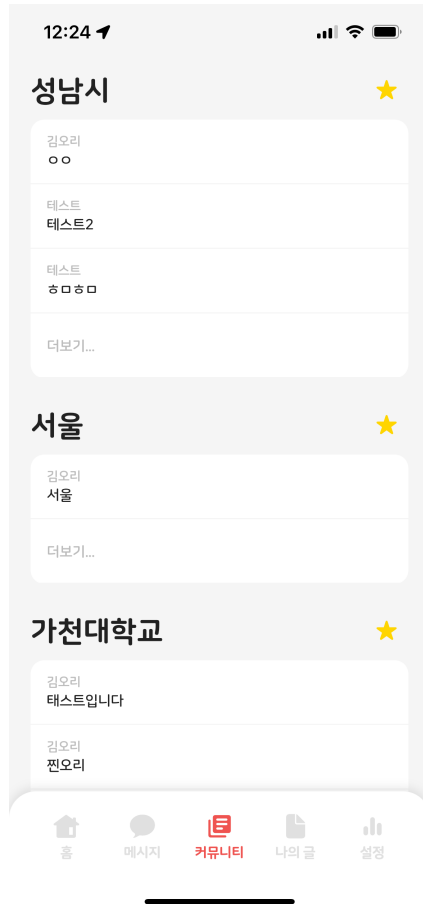 12:24
성남시
김오리
ㅇㅇ
테스트
테스트2
테스트
ㅎㅁㅎㅁ
더보기...
서울
김오리
서울
더보기...
가천대학교
김오리
태스트입니다
김오리
찐오리
홈 메시지 커뮤니티 나의 글 설정